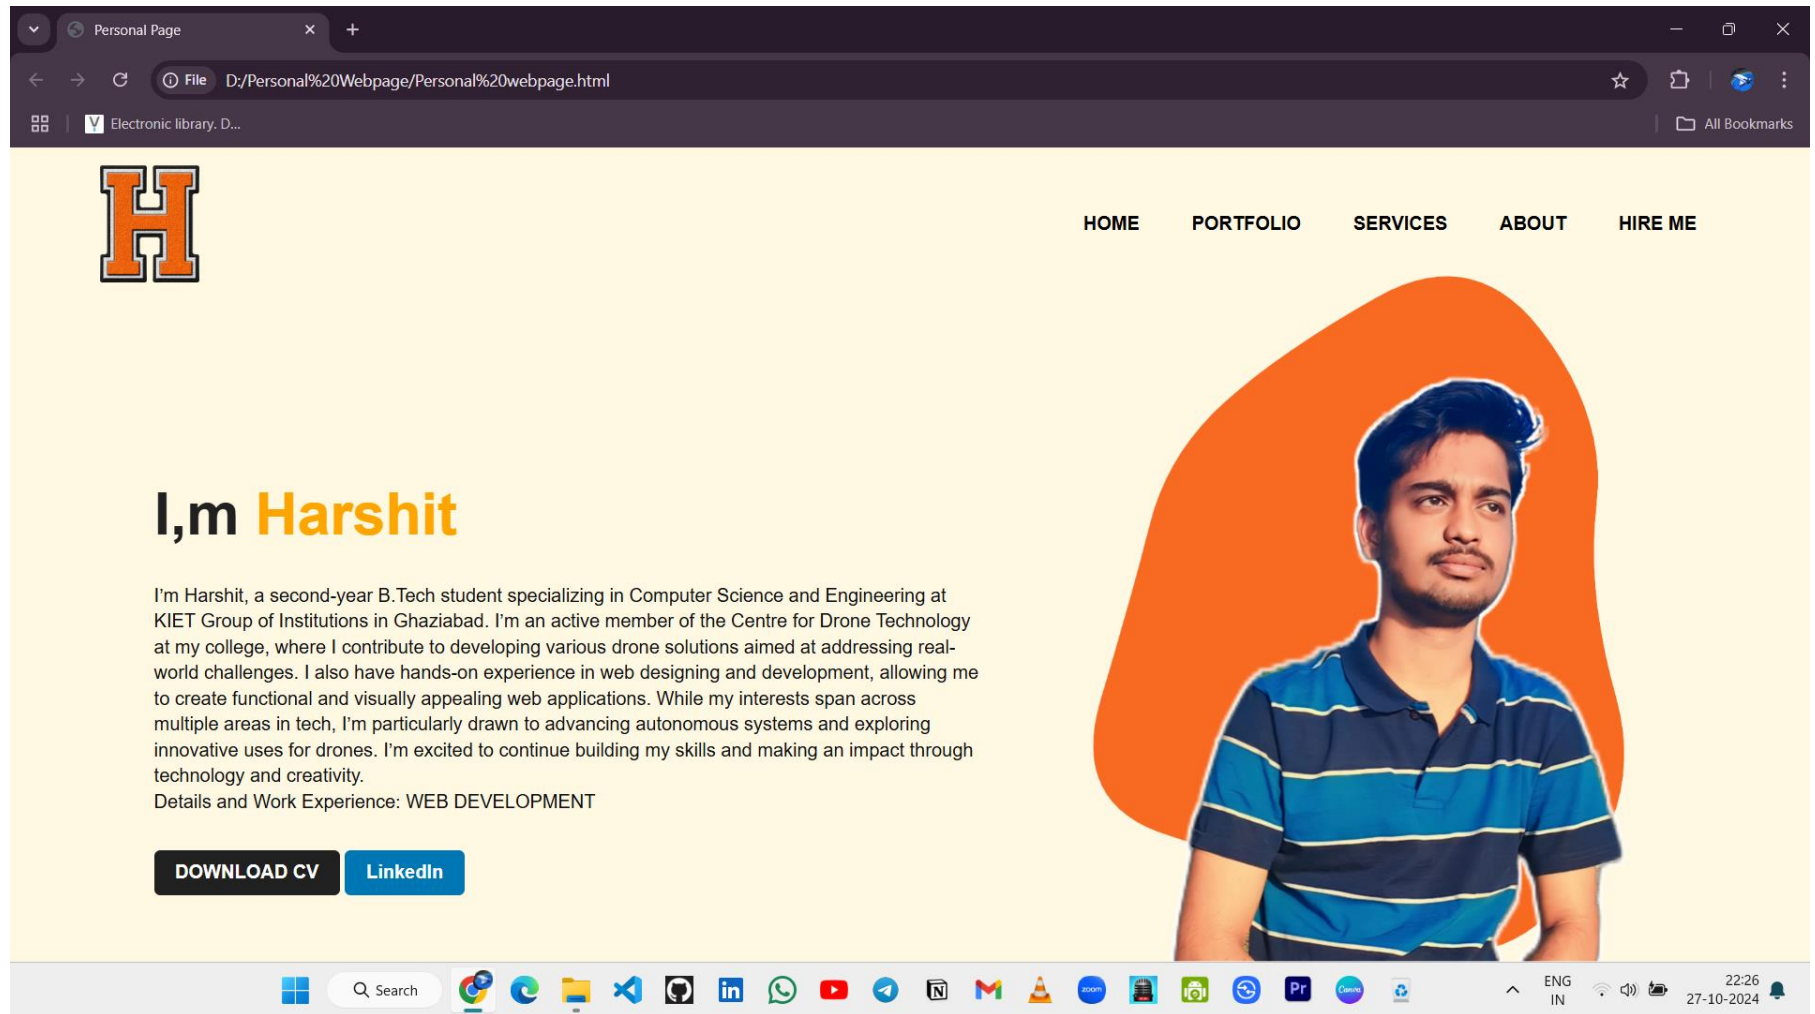 Personal Page
File D:/Personal%20Webpage/Personal%20webpage.html
Electronic library. D...
All Bookmarks
H
HOME PORTFOLIO SERVICES ABOUT HIRE ME
I,m Harshit
I'm Harshit, a second-year B.Tech student specializing in Computer Science and Engineering at
KIET Group of Institutions in Ghaziabad. I'm an active member of the Centre for Drone Technology
at my college, where I contribute to developing various drone solutions aimed at addressing real-
world challenges. I also have hands-on experience in web designing and development, allowing me
to create functional and visually appealing web applications. While my interests span across
multiple areas in tech, I'm particularly drawn to advancing autonomous systems and exploring
innovative uses for drones. I'm excited to continue building my skills and making an impact through
technology and creativity.
Details and Work Experience: WEB DEVELOPMENT
DOWNLOAD CV LinkedIn
Search
in
zoom
Pr
Canva
ENG
IN
22:26
27-10-2024